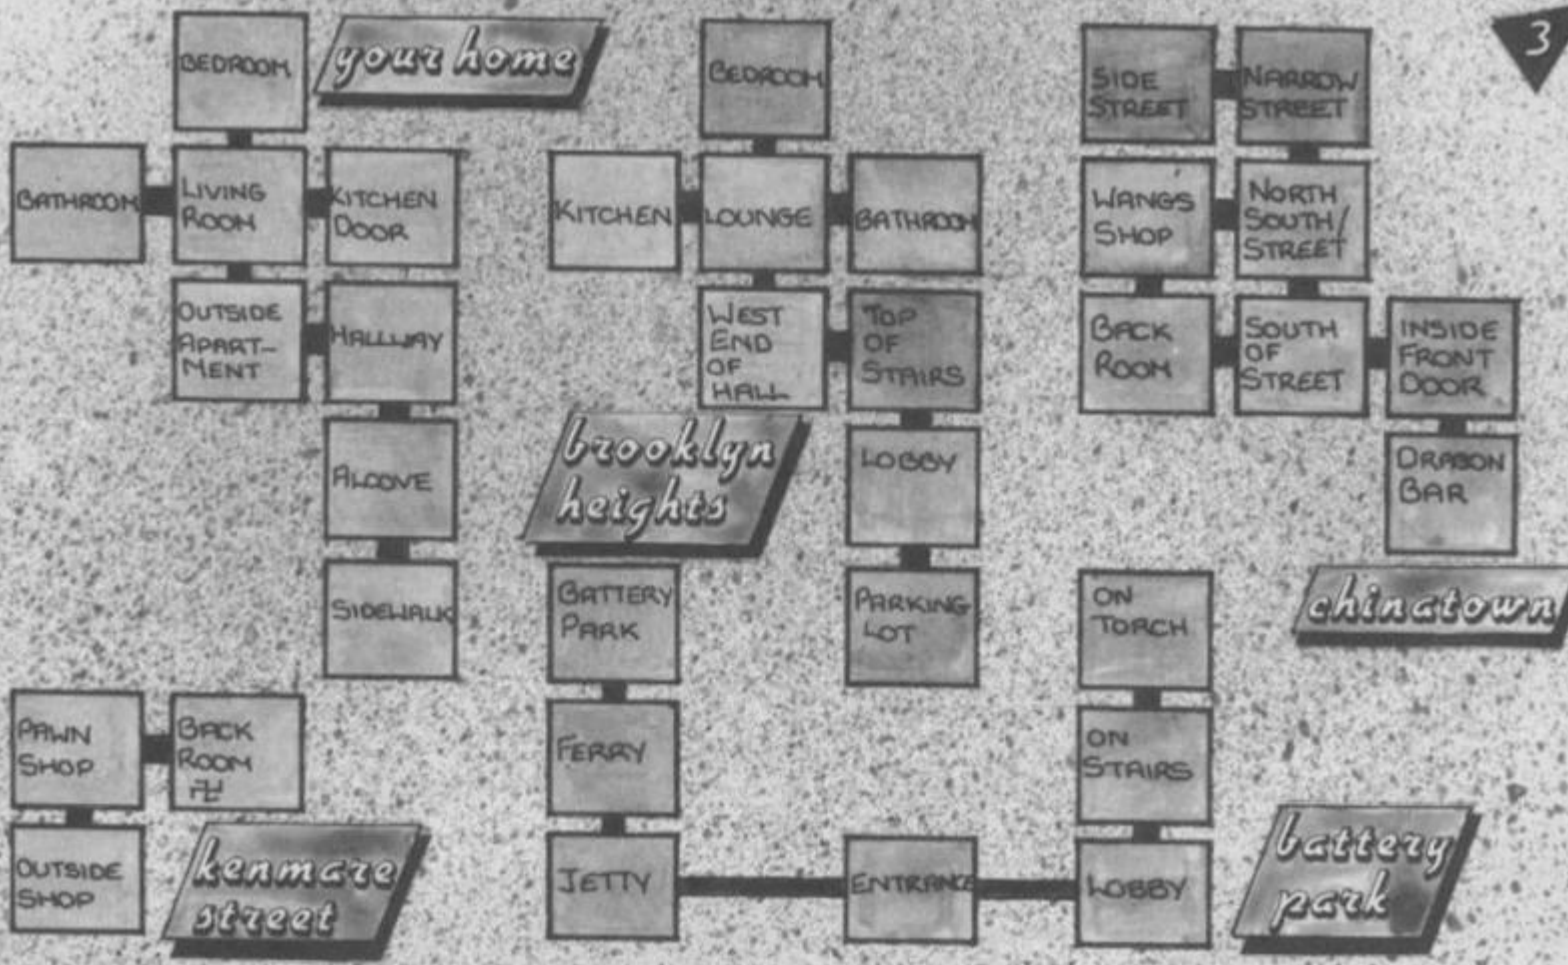 3
your home
BEDROOM
BATHROOM
LIVING
ROOM
KITCHEN
DOOR
OUTSIDE
APART-
MENT
HALLWAY
ALCOVE
SIDEWALK
BEDROOM
KITCHEN
LOUNGE
BATHROOM
WEST
END
OF
HALL
TOP
OF
STAIRS
brooklyn
heights
LOBBY
PARKING
LOT
SIDE
STREET
NARROW
STREET
WANGS
SHOP
NORTH
SOUTH/
STREET
BACK
ROOM
SOUTH
OF
STREET
INSIDE
FRONT
DOOR
DRAGON
BAR
chinatown
PAWN
SHOP
BACK
ROOM
OUTSIDE
SHOP
kenmare
street
BATTERY
PARK
FERRY
JETTY
ENTRANCE
LOBBY
ON
STAIRS
ON
TORCH
battery
park